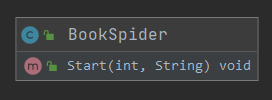 C BookSpider
m Start(int, String) void